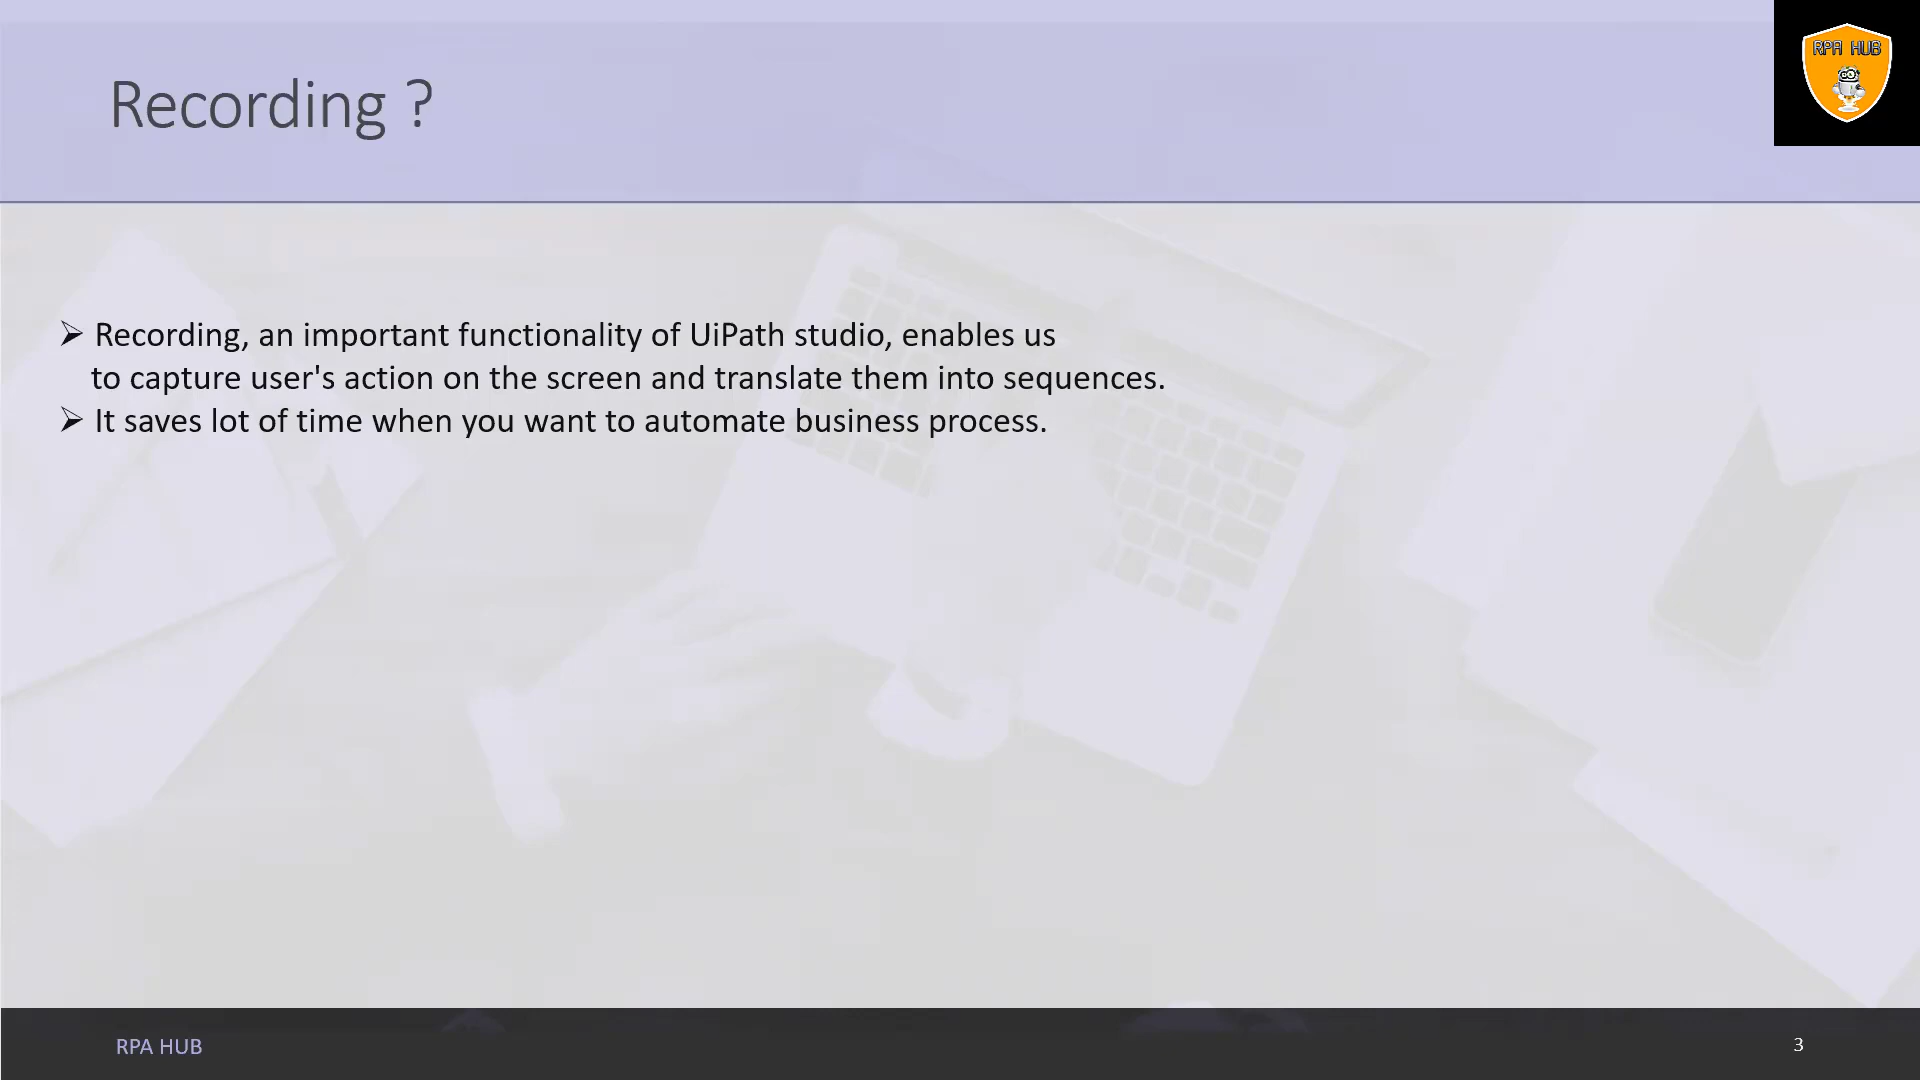 RPA HUB
Recording ?
➢ Recording, an important functionality of UiPath studio, enables us
to capture user's action on the screen and translate them into sequences.
➢ It saves lot of time when you want to automate business process.
RPA HUB
3